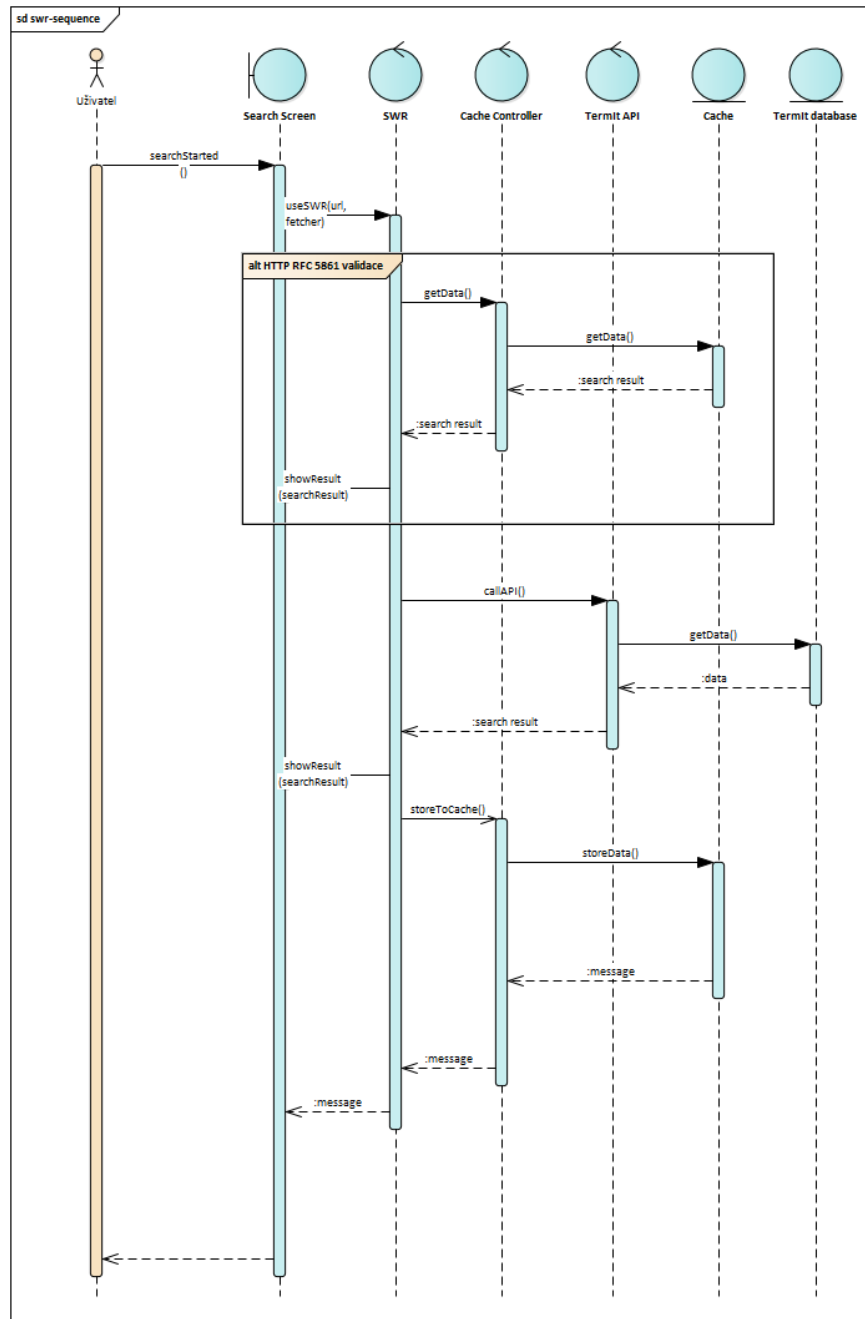 sd swr-sequence
Uživatel
Search Screen
SWR
Cache Controller
TermIt API
Cache
TermIt database
searchStarted
()
useSWR(url,
fetcher)
alt HTTP RFC 5861 validace
getData()
getData()
:search result
:search result
showResult
(searchResult)
callAPI()
getData()
:data
:search result
showResult
(searchResult)
storeToCache()
storeData()
:message
:message
:message